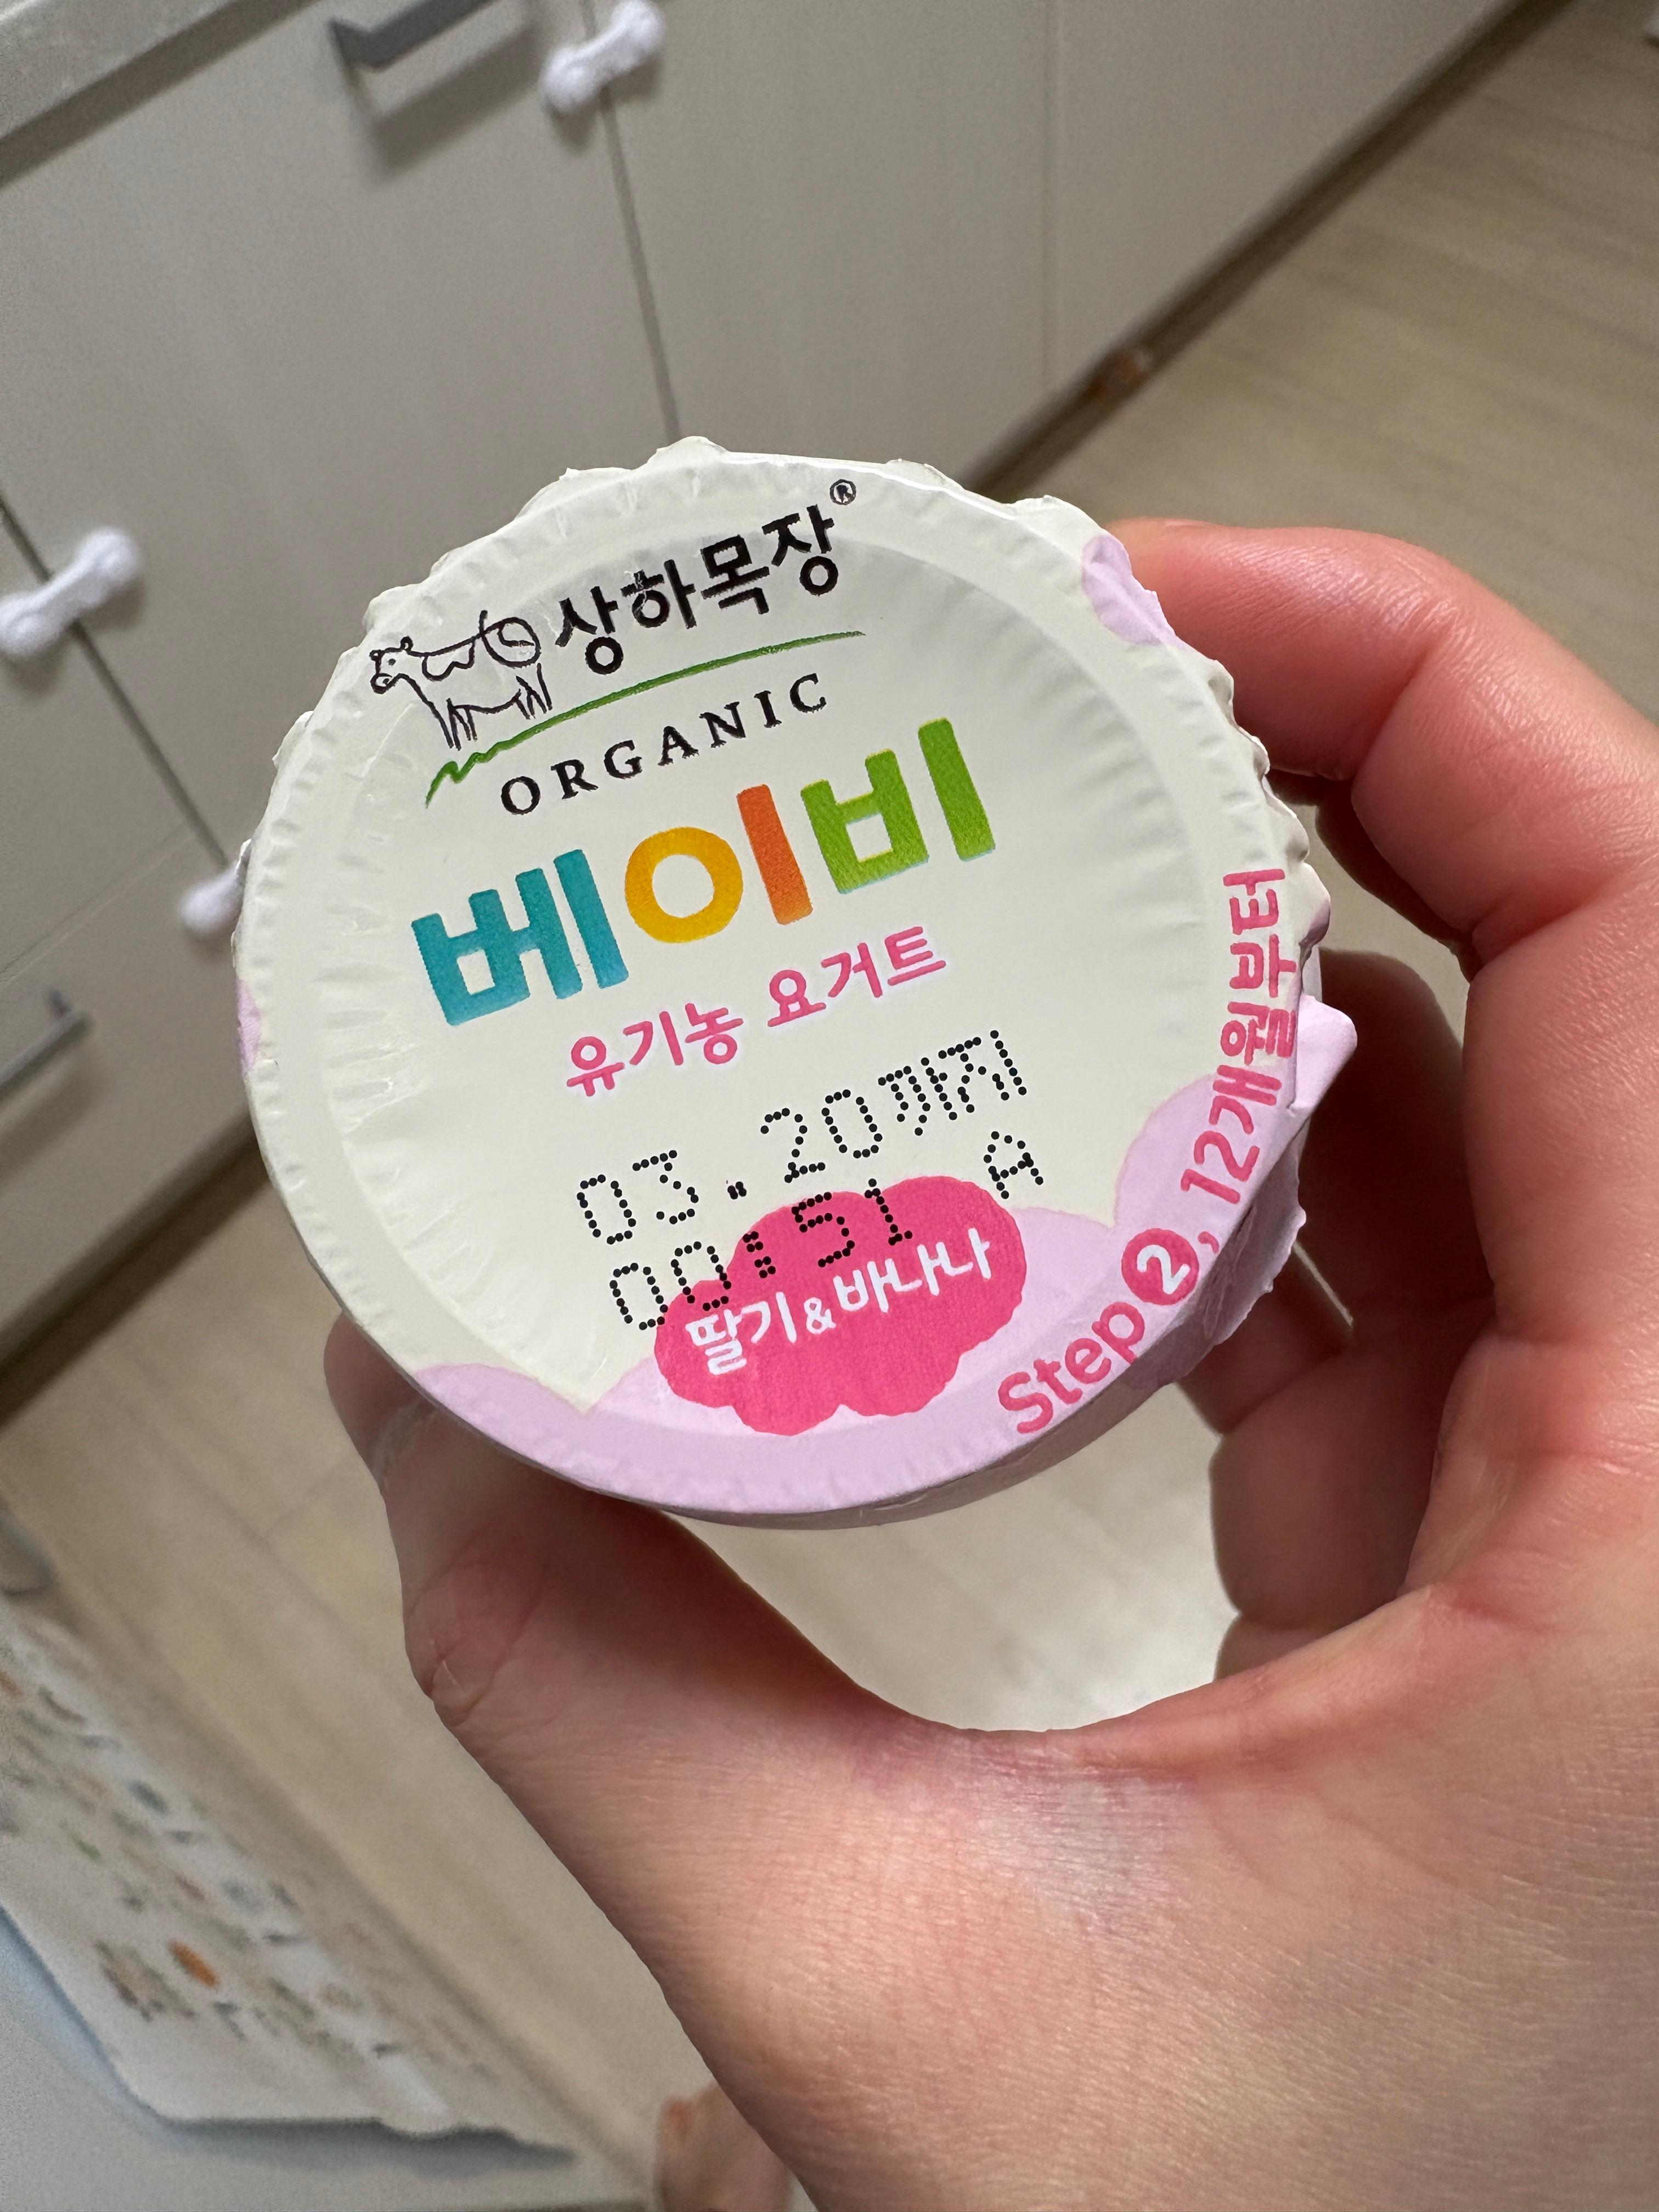 상하목장®
ORGANIC
베이비
유기농 요거트
03.20까지
00:51 A
딸기&바나나
Step 2, 12개월부터